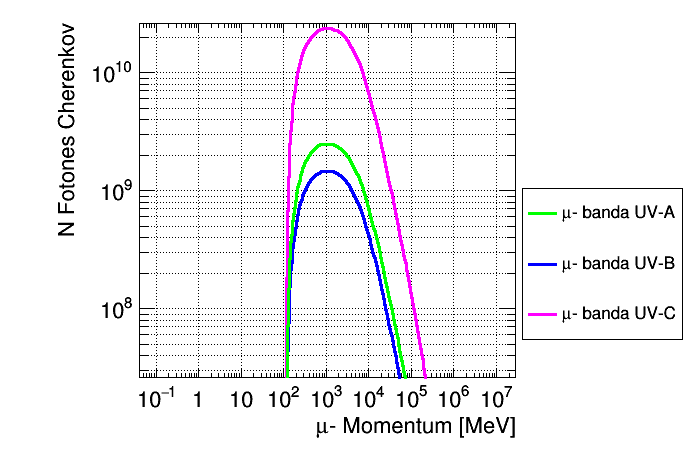 N Fotones Cherenkov
10¹⁰
10⁹
10⁸
10⁻¹ 1 10 10² 10³ 10⁴ 10⁵ 10⁶ 10⁷
μ- Momentum [MeV]
μ- banda UV-A
μ- banda UV-B
μ- banda UV-C